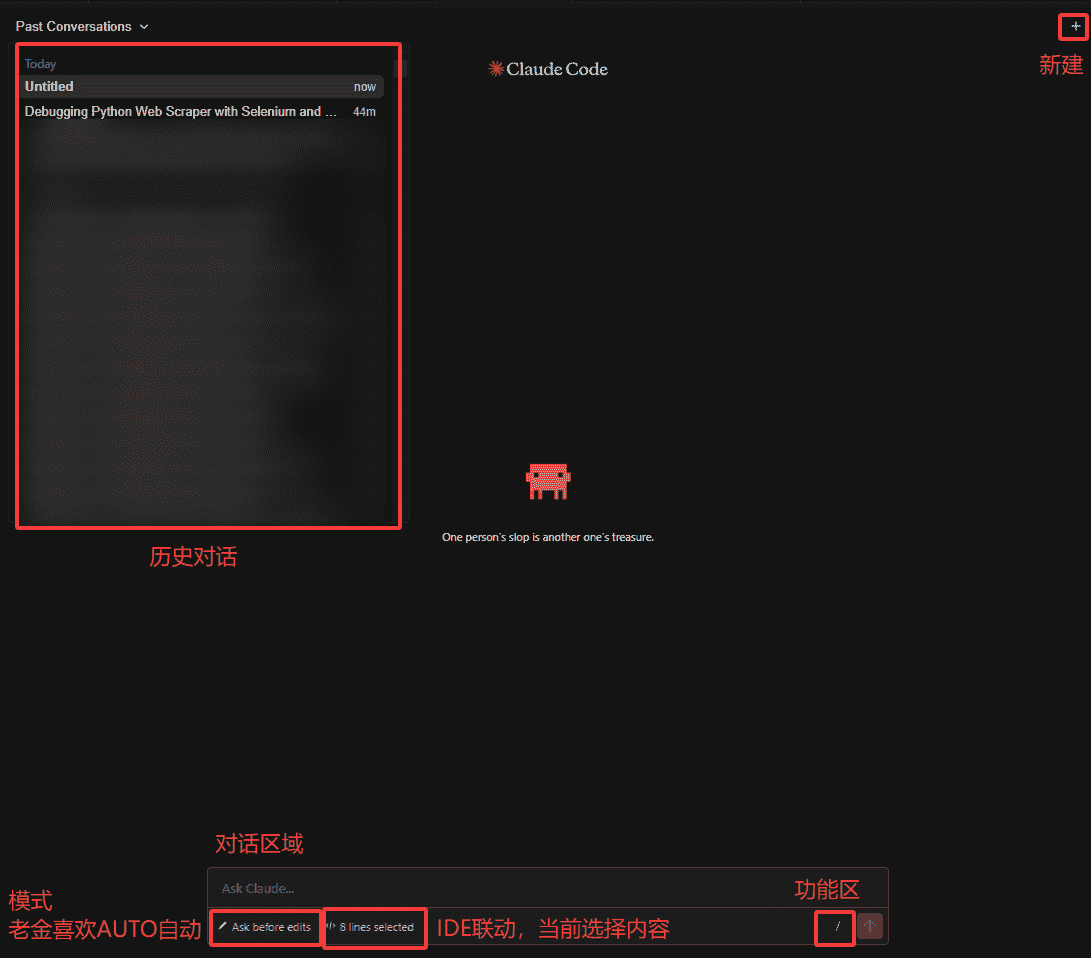 Past Conversations
+
新建
Today
Untitled now
Debugging Python Web Scraper with Selenium and ... 44m
Claude Code
One person's slop is another one's treasure.
历史对话
对话区域
Ask Claude...
功能区
模式
老金喜欢AUTO自动
Ask before edits
</> 8 lines selected
IDE联动，当前选择内容
/